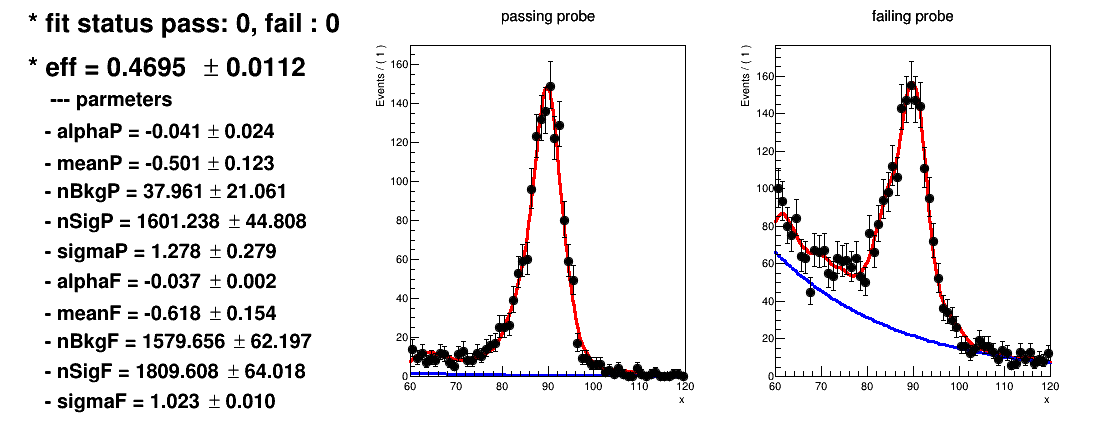 * fit status pass: 0, fail : 0
* eff = 0.4695 ± 0.0112
--- parmeters
- alphaP = -0.041 ± 0.024
- meanP = -0.501 ± 0.123
- nBkgP = 37.961 ± 21.061
- nSigP = 1601.238 ± 44.808
- sigmaP = 1.278 ± 0.279
- alphaF = -0.037 ± 0.002
- meanF = -0.618 ± 0.154
- nBkgF = 1579.656 ± 62.197
- nSigF = 1809.608 ± 64.018
- sigmaF = 1.023 ± 0.010
passing probe
Events / ( 1 )
160
140
120
100
80
60
40
20
0
60 70 80 90 100 110 120
x
failing probe
Events / ( 1 )
160
140
120
100
80
60
40
20
0
60 70 80 90 100 110 120
x